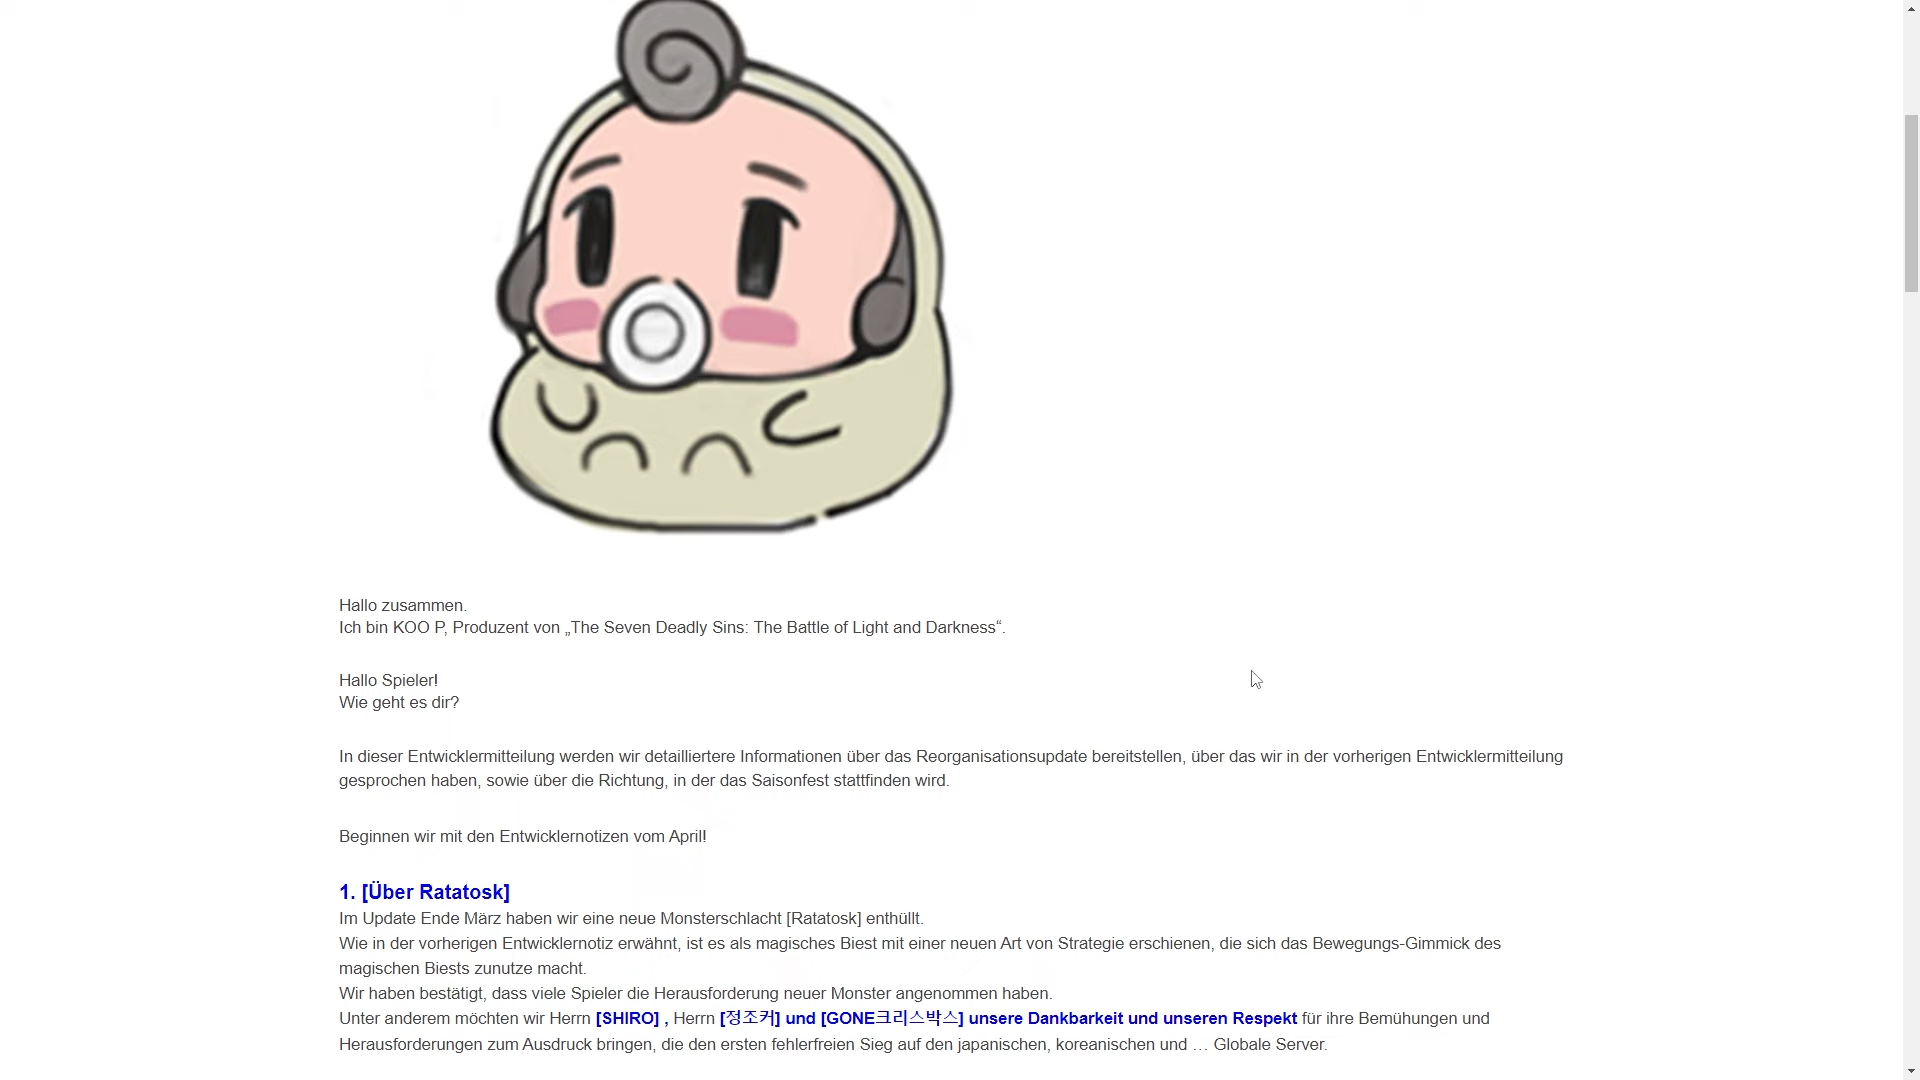 Hallo zusammen.
Ich bin KOO P, Produzent von „The Seven Deadly Sins: The Battle of Light and Darkness“.
Hallo Spieler!
Wie geht es dir?
In dieser Entwicklermitteilung werden wir detailliertere Informationen über das Reorganisationsupdate bereitstellen, über das wir in der vorherigen Entwicklermitteilung
gesprochen haben, sowie über die Richtung, in der das Saisonfest stattfinden wird.
Beginnen wir mit den Entwicklernotizen vom April!
1. [Über Ratatosk]
Im Update Ende März haben wir eine neue Monsterschlacht [Ratatosk] enthüllt.
Wie in der vorherigen Entwicklernotiz erwähnt, ist es als magisches Biest mit einer neuen Art von Strategie erschienen, die sich das Bewegungs-Gimmick des
magischen Biests zunutze macht.
Wir haben bestätigt, dass viele Spieler die Herausforderung neuer Monster angenommen haben.
Unter anderem möchten wir Herrn [SHIRO] , Herrn [정조커] und [GONE크리스박스] unsere Dankbarkeit und unseren Respekt für ihre Bemühungen und
Herausforderungen zum Ausdruck bringen, die den ersten fehlerfreien Sieg auf den japanischen, koreanischen und … Globale Server.